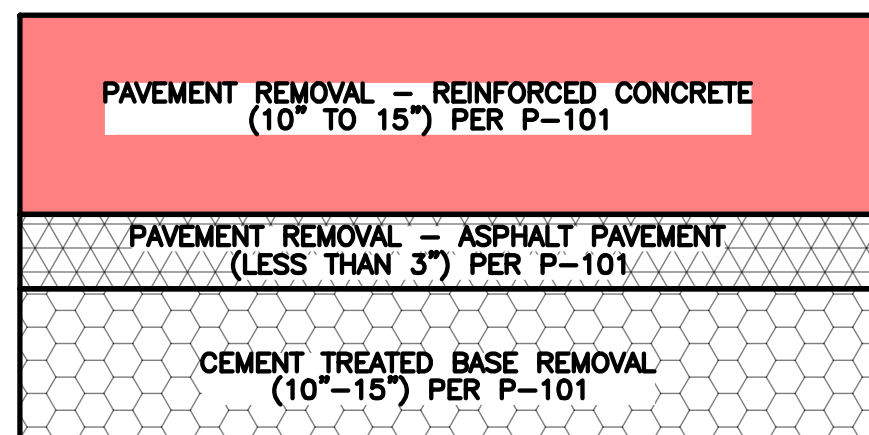 PAVEMENT REMOVAL – REINFORCED CONCRETE
(10" TO 15") PER P–101
PAVEMENT REMOVAL – ASPHALT PAVEMENT
(LESS THAN 3") PER P–101
CEMENT TREATED BASE REMOVAL
(10"–15") PER P–101